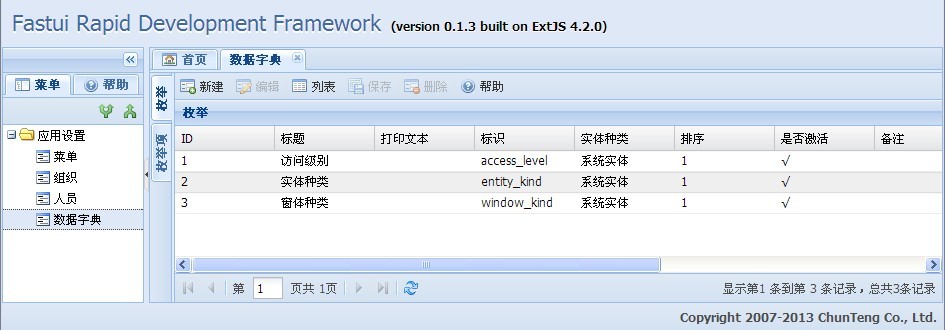 Fastui Rapid Development Framework (version 0.1.3 built on ExtJS 4.2.0)
首页 数据字典
菜单 帮助
新建 编辑 列表 保存 删除 帮助
枚举
枚举项
枚举
ID 标题 打印文本 标识 实体种类 排序 是否激活 备注
1 访问级别 access_level 系统实体 1 √
2 实体种类 entity_kind 系统实体 1 √
3 窗体种类 window_kind 系统实体 1 √
应用设置
菜单
组织
人员
数据字典
第 1 页共 1页
显示第1 条到第 3 条记录，总共3条记录
Copyright 2007-2013 ChunTeng Co., Ltd.